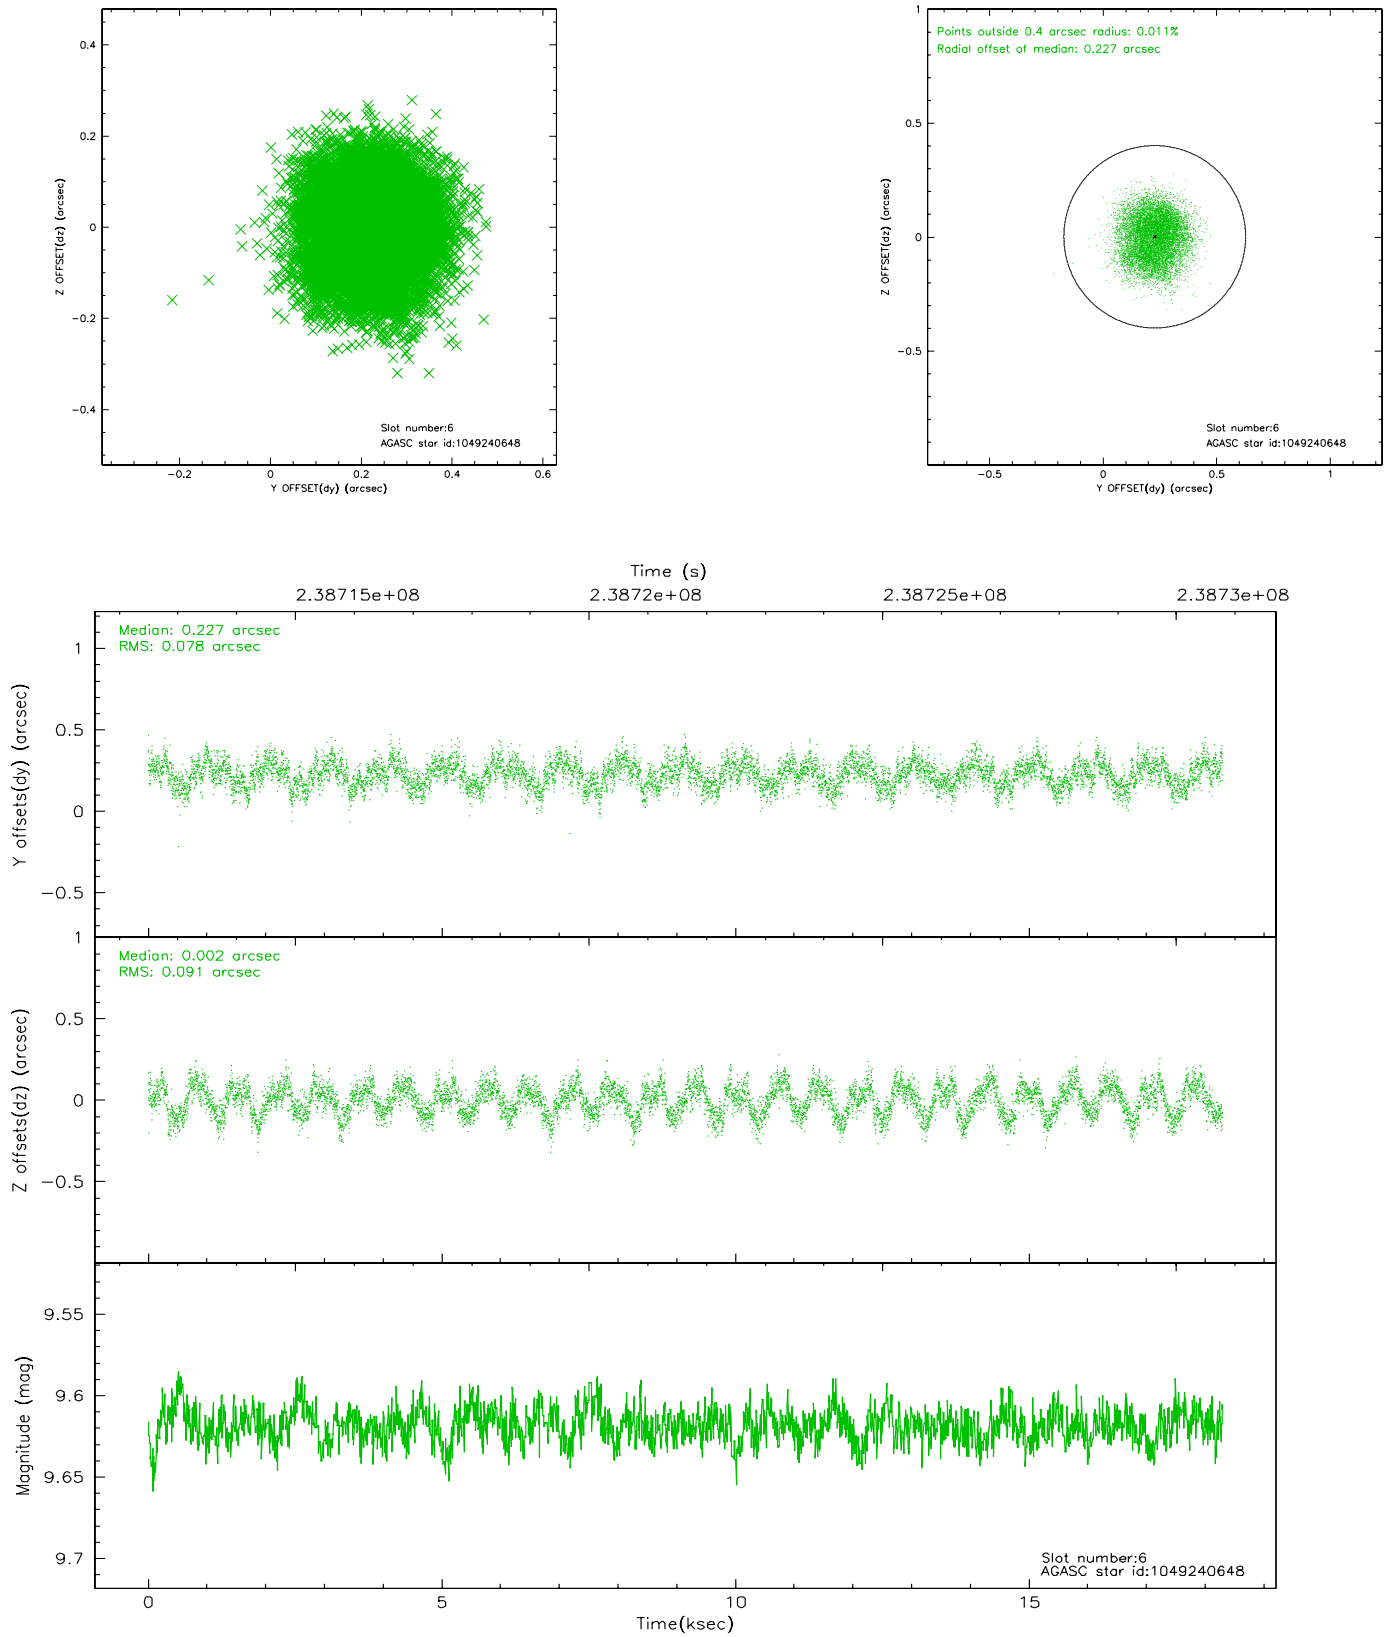 0.4
0.2
0
−0.2
−0.4
Z OFFSET(dz) (arcsec)
Slot number:6
AGASC star id:1049240648
−0.2 0 0.2 0.4 0.6
Y OFFSET(dy) (arcsec)
1
0.5
0
−0.5
Z OFFSET(dz) (arcsec)
Points outside 0.4 arcsec radius: 0.011%
Radial offset of median: 0.227 arcsec
Slot number:6
AGASC star id:1049240648
−0.5 0 0.5 1
Y OFFSET(dy) (arcsec)
Time (s)
2.38715e+08 2.3872e+08 2.38725e+08 2.3873e+08
Median: 0.227 arcsec
RMS: 0.078 arcsec
1
0.5
0
−0.5
Y offsets(dy) (arcsec)
1
Median: 0.002 arcsec
RMS: 0.091 arcsec
0.5
0
−0.5
Z offsets(dz) (arcsec)
9.55
9.6
9.65
9.7
Magnitude (mag)
Slot number:6
AGASC star id:1049240648
0 5 10 15
Time(ksec)